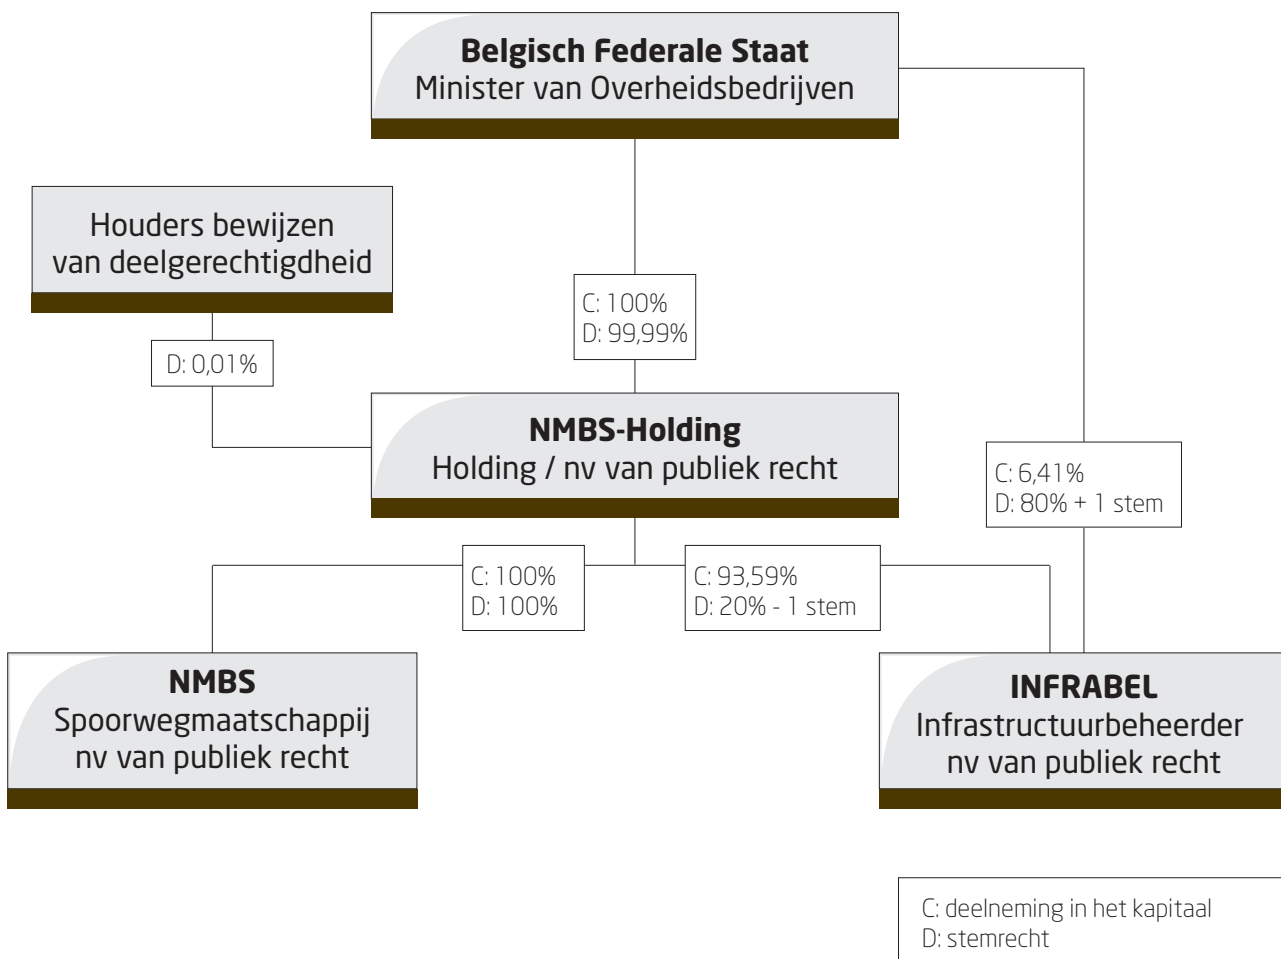 Belgisch Federale Staat
Minister van Overheidsbedrijven
Houders bewijzen
van deelgerechtigdheid
C: 100%
D: 99,99%
D: 0,01%
NMBS-Holding
Holding / nv van publiek recht
C: 6,41%
D: 80% + 1 stem
C: 100%
D: 100%
C: 93,59%
D: 20% - 1 stem
NMBS
Spoorwegmaatschappij
nv van publiek recht
INFRABEL
Infrastructuurbeheerder
nv van publiek recht
C: deelneming in het kapitaal
D: stemrecht